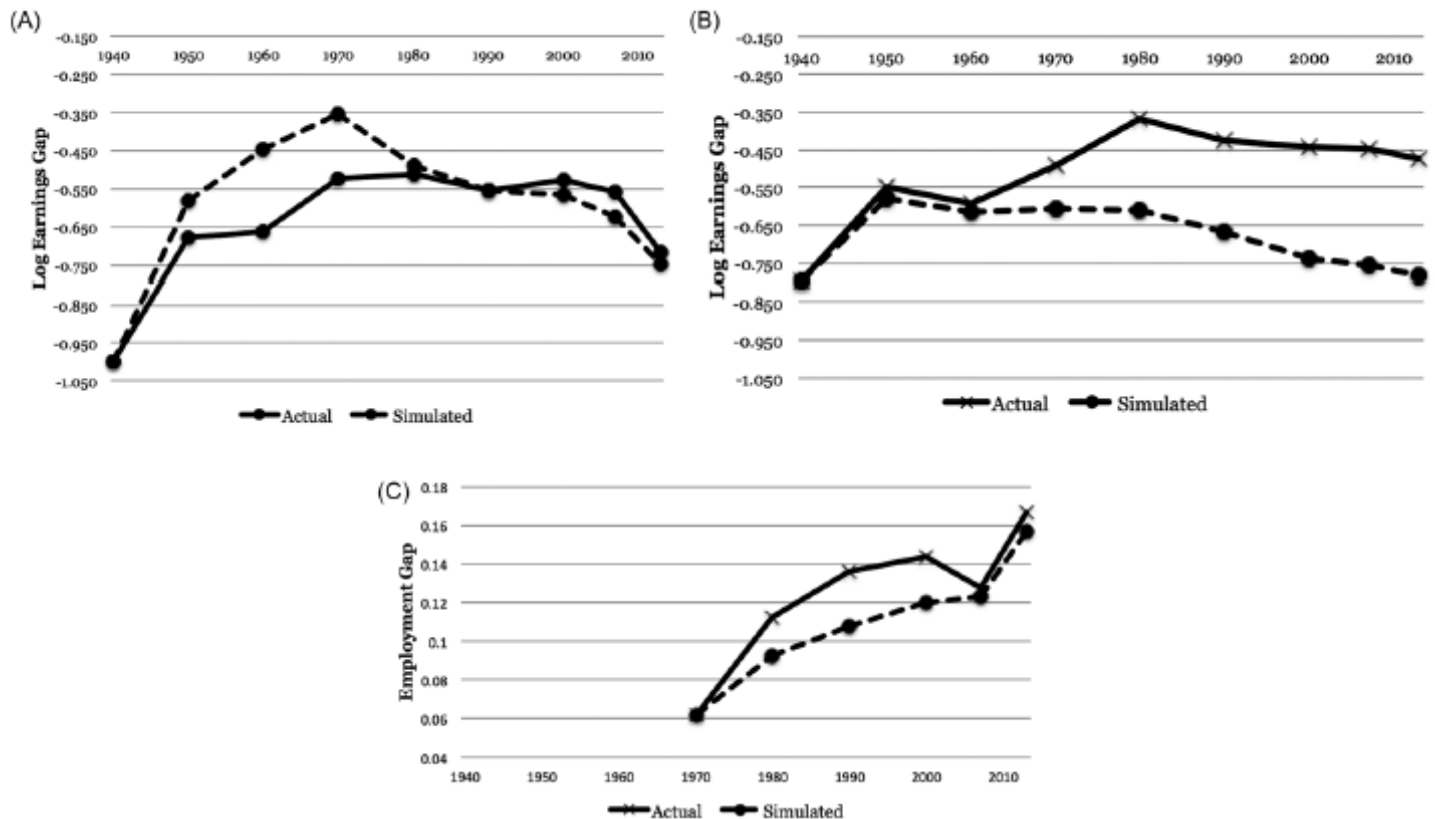 (A)
-0.150
1940 1950 1960 1970 1980 1990 2000 2010
-0.250
-0.350
-0.450
-0.550
-0.650
-0.750
-0.850
-0.950
-1.050
Log Earnings Gap
Actual Simulated
(B)
-0.150
1940 1950 1960 1970 1980 1990 2000 2010
-0.250
-0.350
-0.450
-0.550
-0.650
-0.750
-0.850
-0.950
-1.050
Log Earnings Gap
Actual Simulated
(C)
0.18
0.16
0.14
0.12
0.1
0.08
0.06
0.04
Employment Gap
1940 1950 1960 1970 1980 1990 2000 2010
Actual Simulated